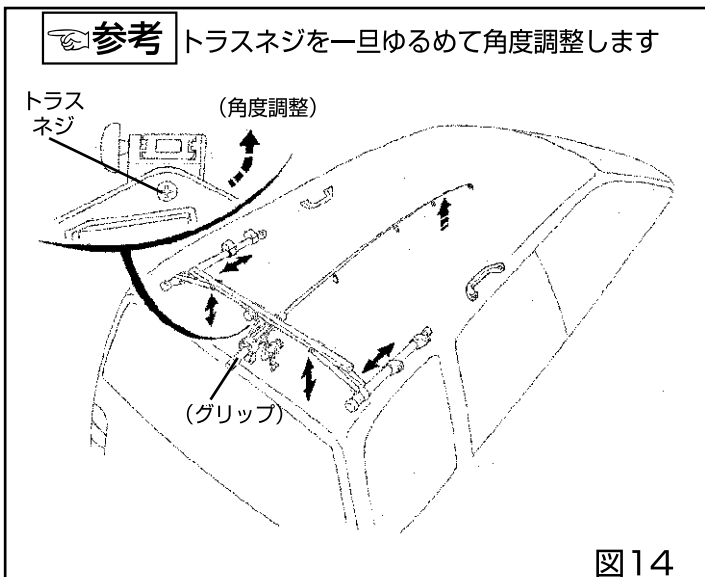 ☜参考 トラスネジを一旦ゆるめて角度調整します
トラス
ネジ
(角度調整)
(グリップ)
図14